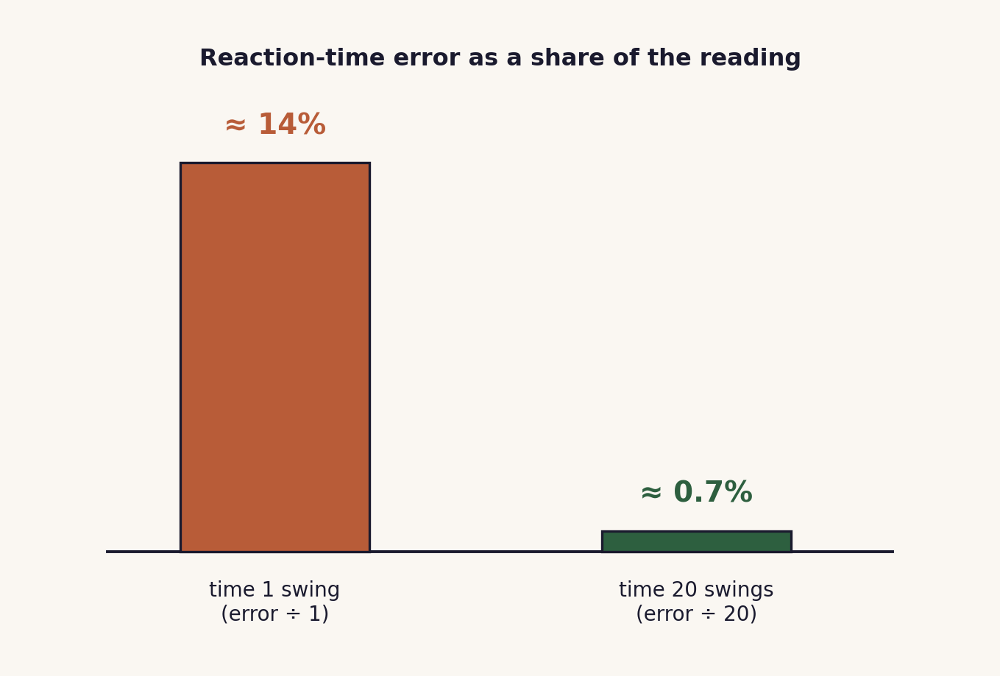 Reaction-time error as a share of the reading
≈ 14%
≈ 0.7%
time 1 swing
(error ÷ 1)
time 20 swings
(error ÷ 20)